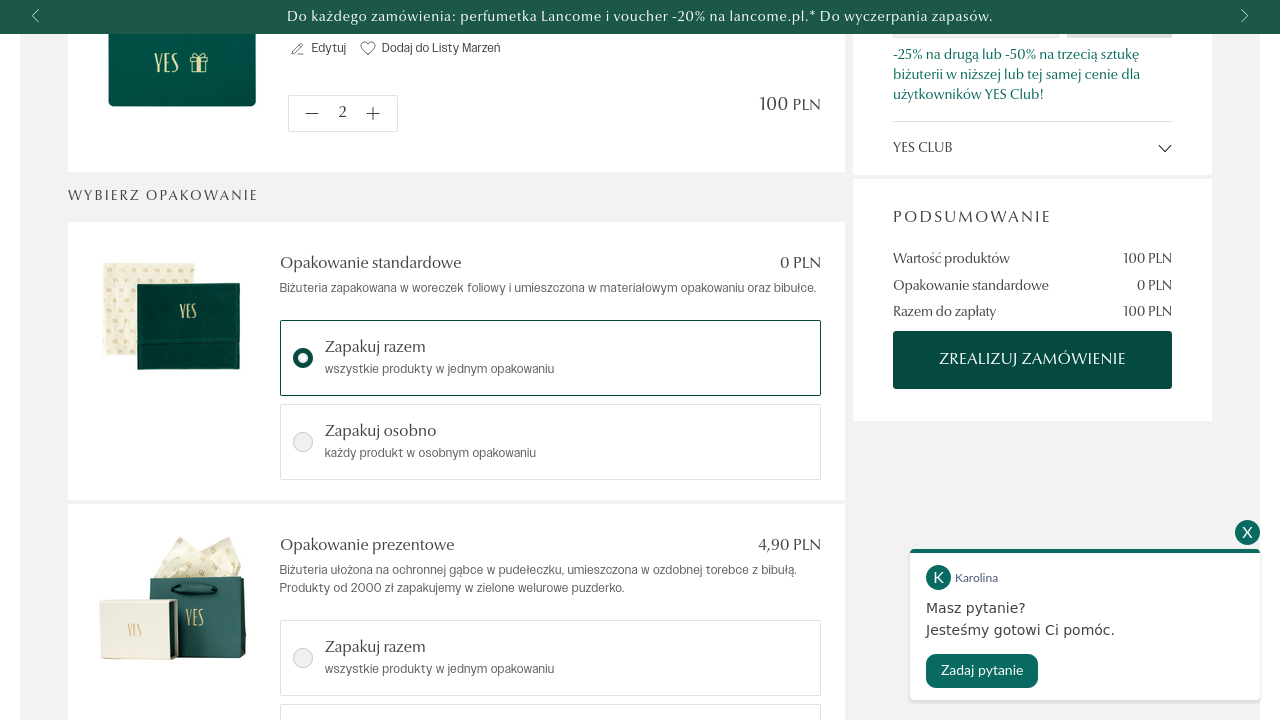 Do każdego zamówienia: perfumetka Lancome i voucher -20% na lancome.pl.* Do wyczerpania zapasów.
YES
Edytuj
Dodaj do Listy Marzeń
2
100 PLN
WYBIERZ OPAKOWANIE
YES
Opakowanie standardowe
0 PLN
Biżuteria zapakowana w woreczek foliowy i umieszczona w materiałowym opakowaniu oraz bibułce.
Zapakuj razem
wszystkie produkty w jednym opakowaniu
Zapakuj osobno
każdy produkt w osobnym opakowaniu
YES
YES
Opakowanie prezentowe
4,90 PLN
Biżuteria ułożona na ochronnej gąbce w pudełeczku, umieszczona w ozdobnej torebce z bibułą.
Produkty od 2000 zł zapakujemy w zielone welurowe puzderko.
Zapakuj razem
wszystkie produkty w jednym opakowaniu
-25% na drugą lub -50% na trzecią sztukę
biżuterii w niższej lub tej samej cenie dla
użytkowników YES Club!
YES CLUB
PODSUMOWANIE
Wartość produktów
100 PLN
Opakowanie standardowe
0 PLN
Razem do zapłaty
100 PLN
ZREALIZUJ ZAMÓWIENIE
X
K
Karolina
Masz pytanie?
Jesteśmy gotowi Ci pomóc.
Zadaj pytanie